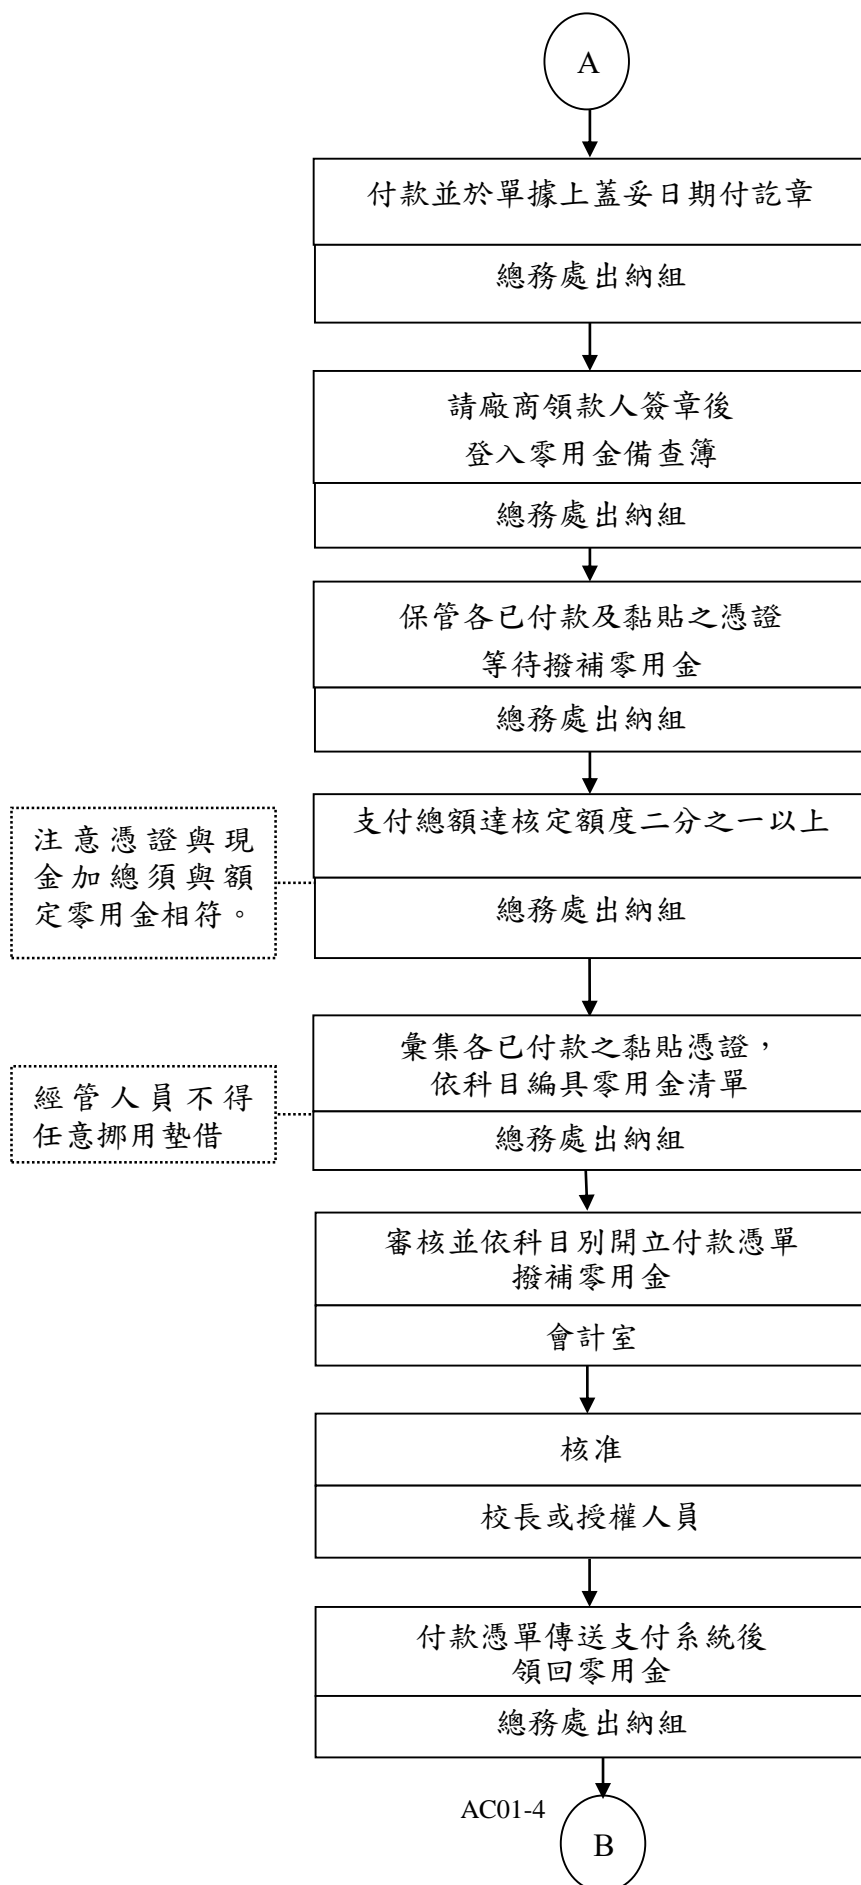 A
付款並於單據上蓋妥日期付訖章
總務處出納組
請廠商領款人簽章後
登入零用金備查簿
總務處出納組
保管各已付款及黏貼之憑證
等待撥補零用金
總務處出納組
支付總額達核定額度二分之一以上
總務處出納組
注意憑證與現
金加總須與額
定零用金相符。
彙集各已付款之黏貼憑證，
依科目編具零用金清單
總務處出納組
經管人員不得
任意挪用墊借
審核並依科目別開立付款憑單
撥補零用金
會計室
核准
校長或授權人員
付款憑單傳送支付系統後
領回零用金
總務處出納組
AC01-4
B